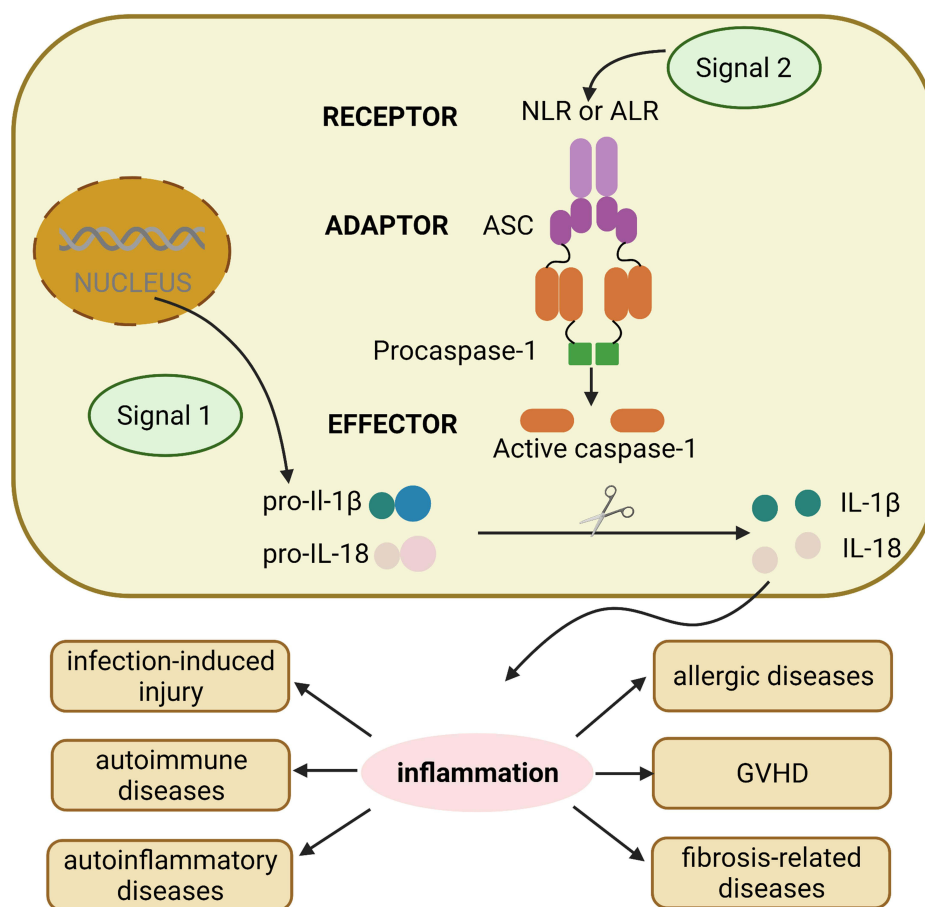 Signal 2
RECEPTOR
NLR or ALR
ADAPTOR
ASC
NUCLEUS
Procaspase-1
Signal 1
EFFECTOR
Active caspase-1
pro-Il-1β
IL-1β
pro-IL-18
IL-18
infection-induced
injury
allergic diseases
autoimmune
diseases
inflammation
GVHD
autoinflammatory
diseases
fibrosis-related
diseases